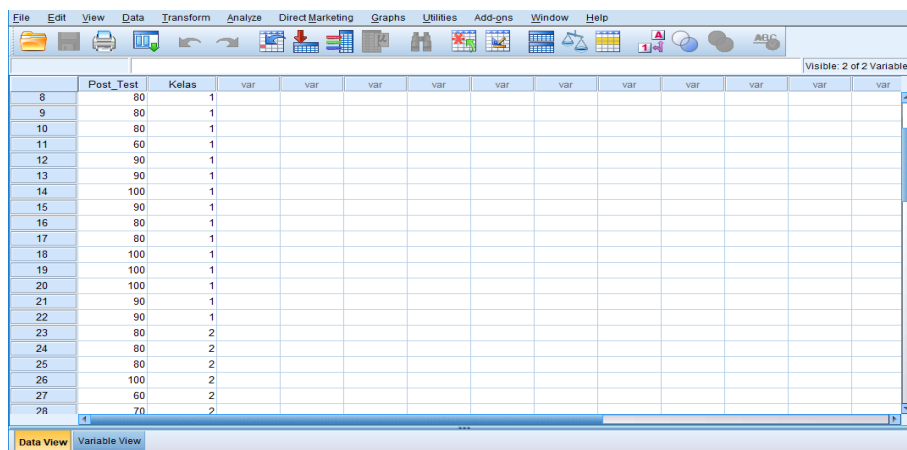 File Edit View Data Transform Analyze Direct Marketing Graphs Utilities Add-ons Window Help
A
1
ABC
Visible: 2 of 2 Variable
Post_Test Kelas var var var var var var var var var var
8 80 1
9 80 1
10 80 1
11 60 1
12 90 1
13 90 1
14 100 1
15 90 1
16 80 1
17 80 1
18 100 1
19 100 1
20 100 1
21 90 1
22 90 1
23 80 2
24 80 2
25 80 2
26 100 2
27 60 2
28 70 2
Data View Variable View